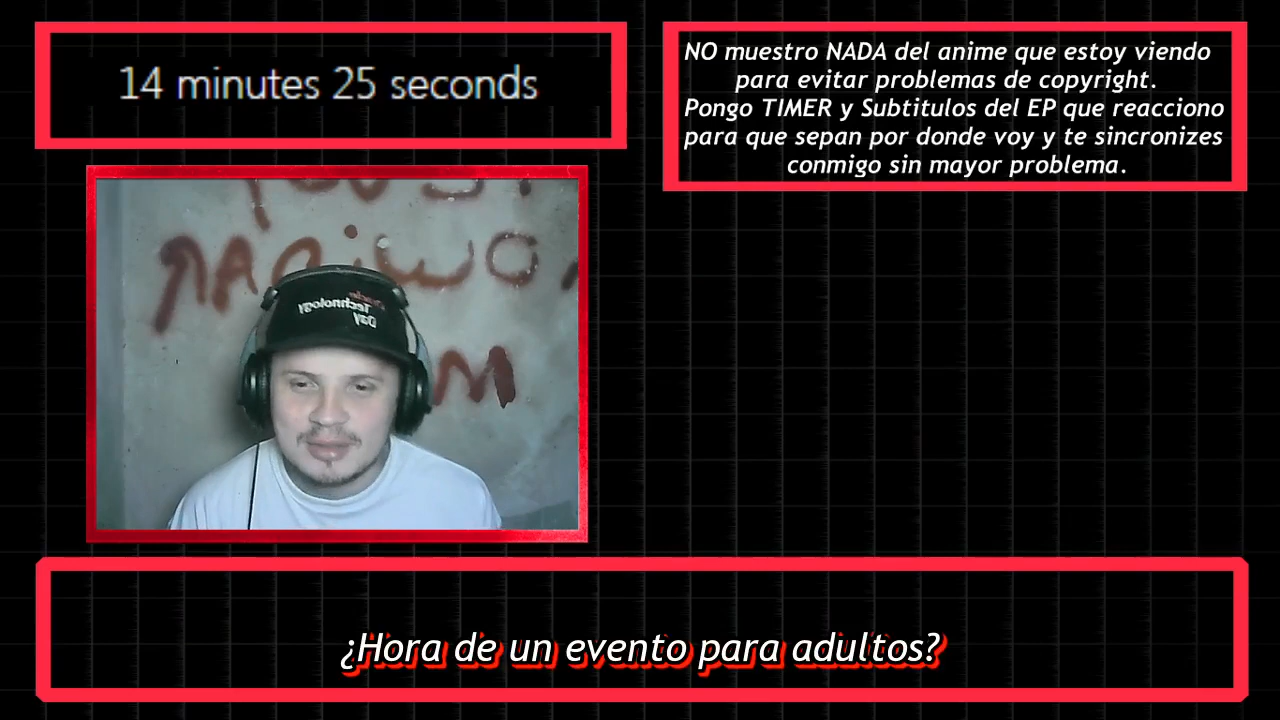 14 minutes 25 seconds
NO muestro NADA del anime que estoy viendo
para evitar problemas de copyright.
Pongo TIMER y Subtitulos del EP que reacciono
para que sepan por donde voy y te sincronizes
conmigo sin mayor problema.
Oracle
Technology
Day
¿Hora de un evento para adultos?